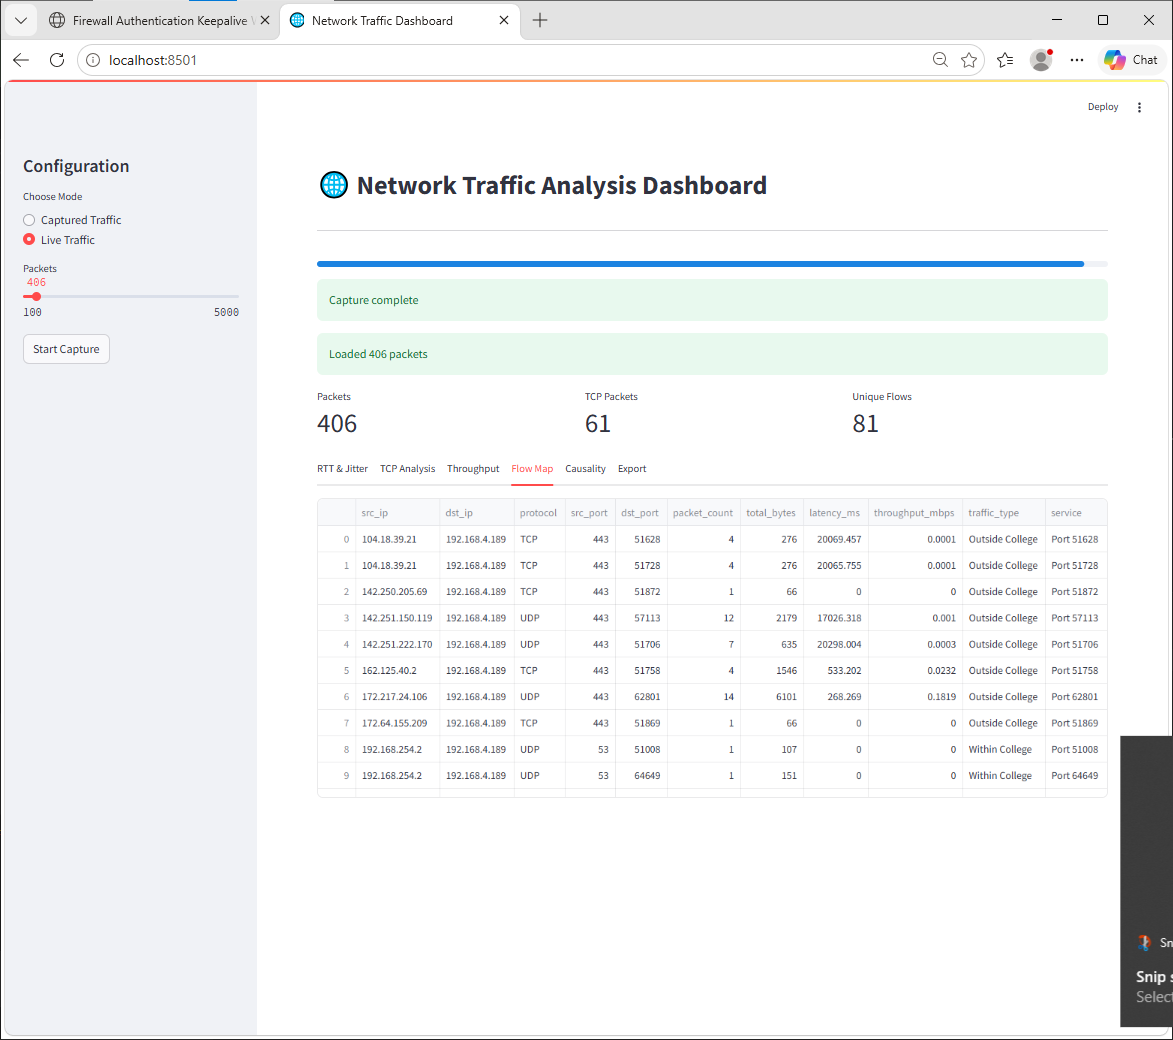 Firewall Authentication Keepalive
Network Traffic Dashboard
localhost:8501
Chat
Deploy
Configuration
Choose Mode
Captured Traffic
Live Traffic
Packets
406
100 5000
Start Capture
Network Traffic Analysis Dashboard
Capture complete
Loaded 406 packets
Packets TCP Packets Unique Flows
406 61 81
RTT & Jitter TCP Analysis Throughput Flow Map Causality Export
src_ip dst_ip protocol src_port dst_port packet_count total_bytes latency_ms throughput_mbps traffic_type service
0 104.18.39.21 192.168.4.189 TCP 443 51628 4 276 20069.457 0.0001 Outside College Port 51628
1 104.18.39.21 192.168.4.189 TCP 443 51728 4 276 20065.755 0.0001 Outside College Port 51728
2 142.250.205.69 192.168.4.189 TCP 443 51872 1 66 0 0 Outside College Port 51872
3 142.251.150.119 192.168.4.189 UDP 443 57113 12 2179 17026.318 0.001 Outside College Port 57113
4 142.251.222.170 192.168.4.189 UDP 443 51706 7 635 20298.004 0.0003 Outside College Port 51706
5 162.125.40.2 192.168.4.189 TCP 443 51758 4 1546 533.202 0.0232 Outside College Port 51758
6 172.217.24.106 192.168.4.189 UDP 443 62801 14 6101 268.269 0.1819 Outside College Port 62801
7 172.64.155.209 192.168.4.189 TCP 443 51869 1 66 0 0 Outside College Port 51869
8 192.168.254.2 192.168.4.189 UDP 53 51008 1 107 0 0 Within College Port 51008
9 192.168.254.2 192.168.4.189 UDP 53 64649 1 151 0 0 Within College Port 64649
Sn
Snip s
Select